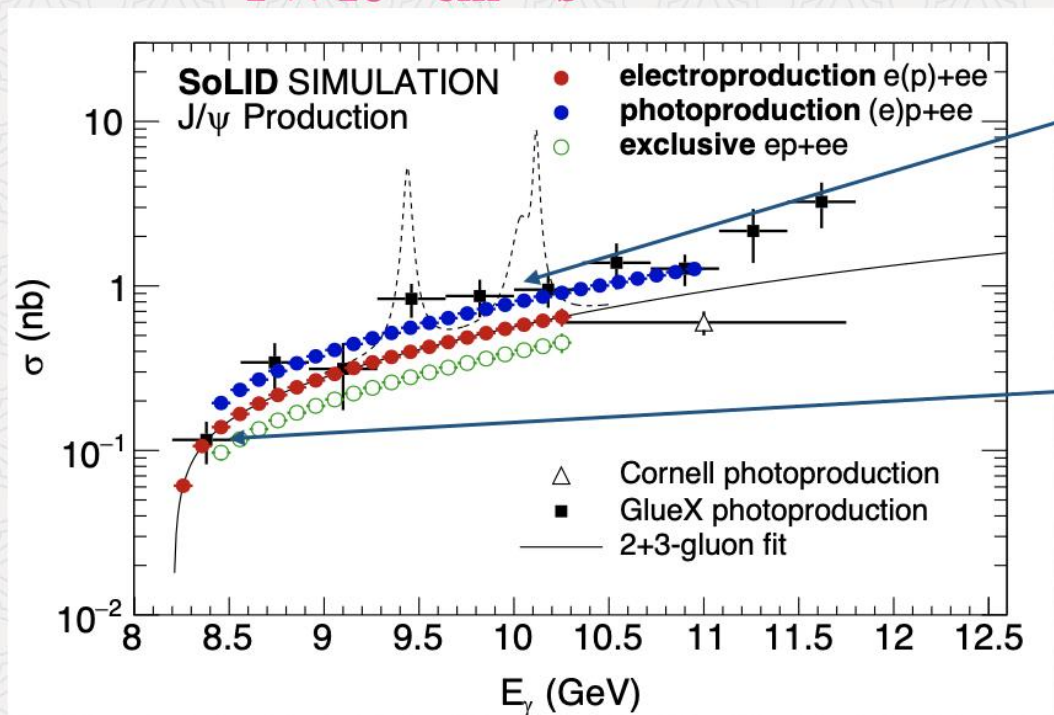 SoLID SIMULATION
J/ψ Production
electroproduction e(p)+ee
photoproduction (e)p+ee
exclusive ep+ee
10
1
10⁻¹
10⁻²
σ (nb)
Cornell photoproduction
GlueX photoproduction
2+3-gluon fit
8 8.5 9 9.5 10 10.5 11 11.5 12 12.5
Eγ (GeV)